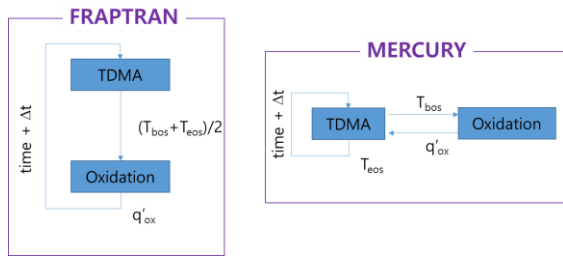 FRAPTRAN
TDMA
time + Δt
(Tbos+Teos)/2
Oxidation
q'ox
MERCURY
time + Δt
TDMA
Tbos
Oxidation
q'ox
Teos